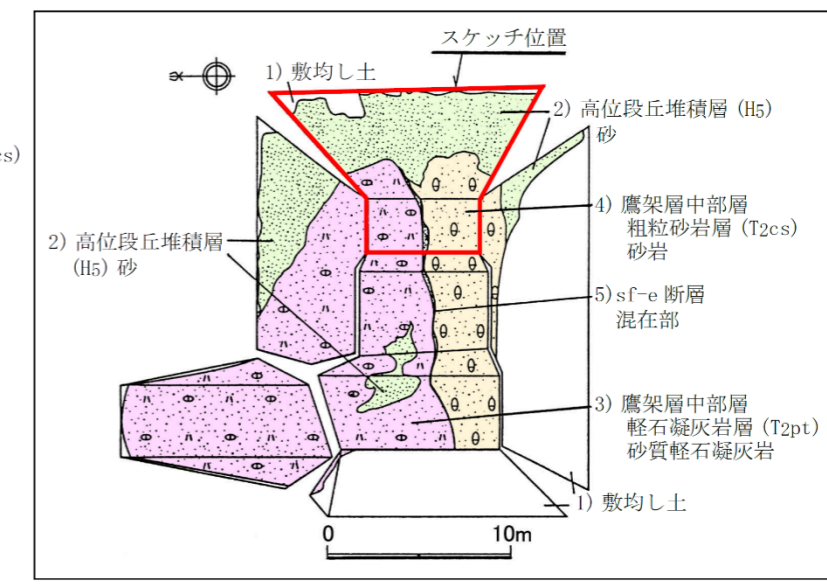 スケッチ位置
1) 敷均し土
2) 高位段丘堆積層 (H5)
砂
cs)
4) 鷹架層中部層
粗粒砂岩層 (T2cs)
砂岩
2) 高位段丘堆積層
(H5) 砂
5) sf-e 断層
混在部
3) 鷹架層中部層
軽石凝灰岩層 (T2pt)
砂質軽石凝灰岩
1) 敷均し土
0 10m